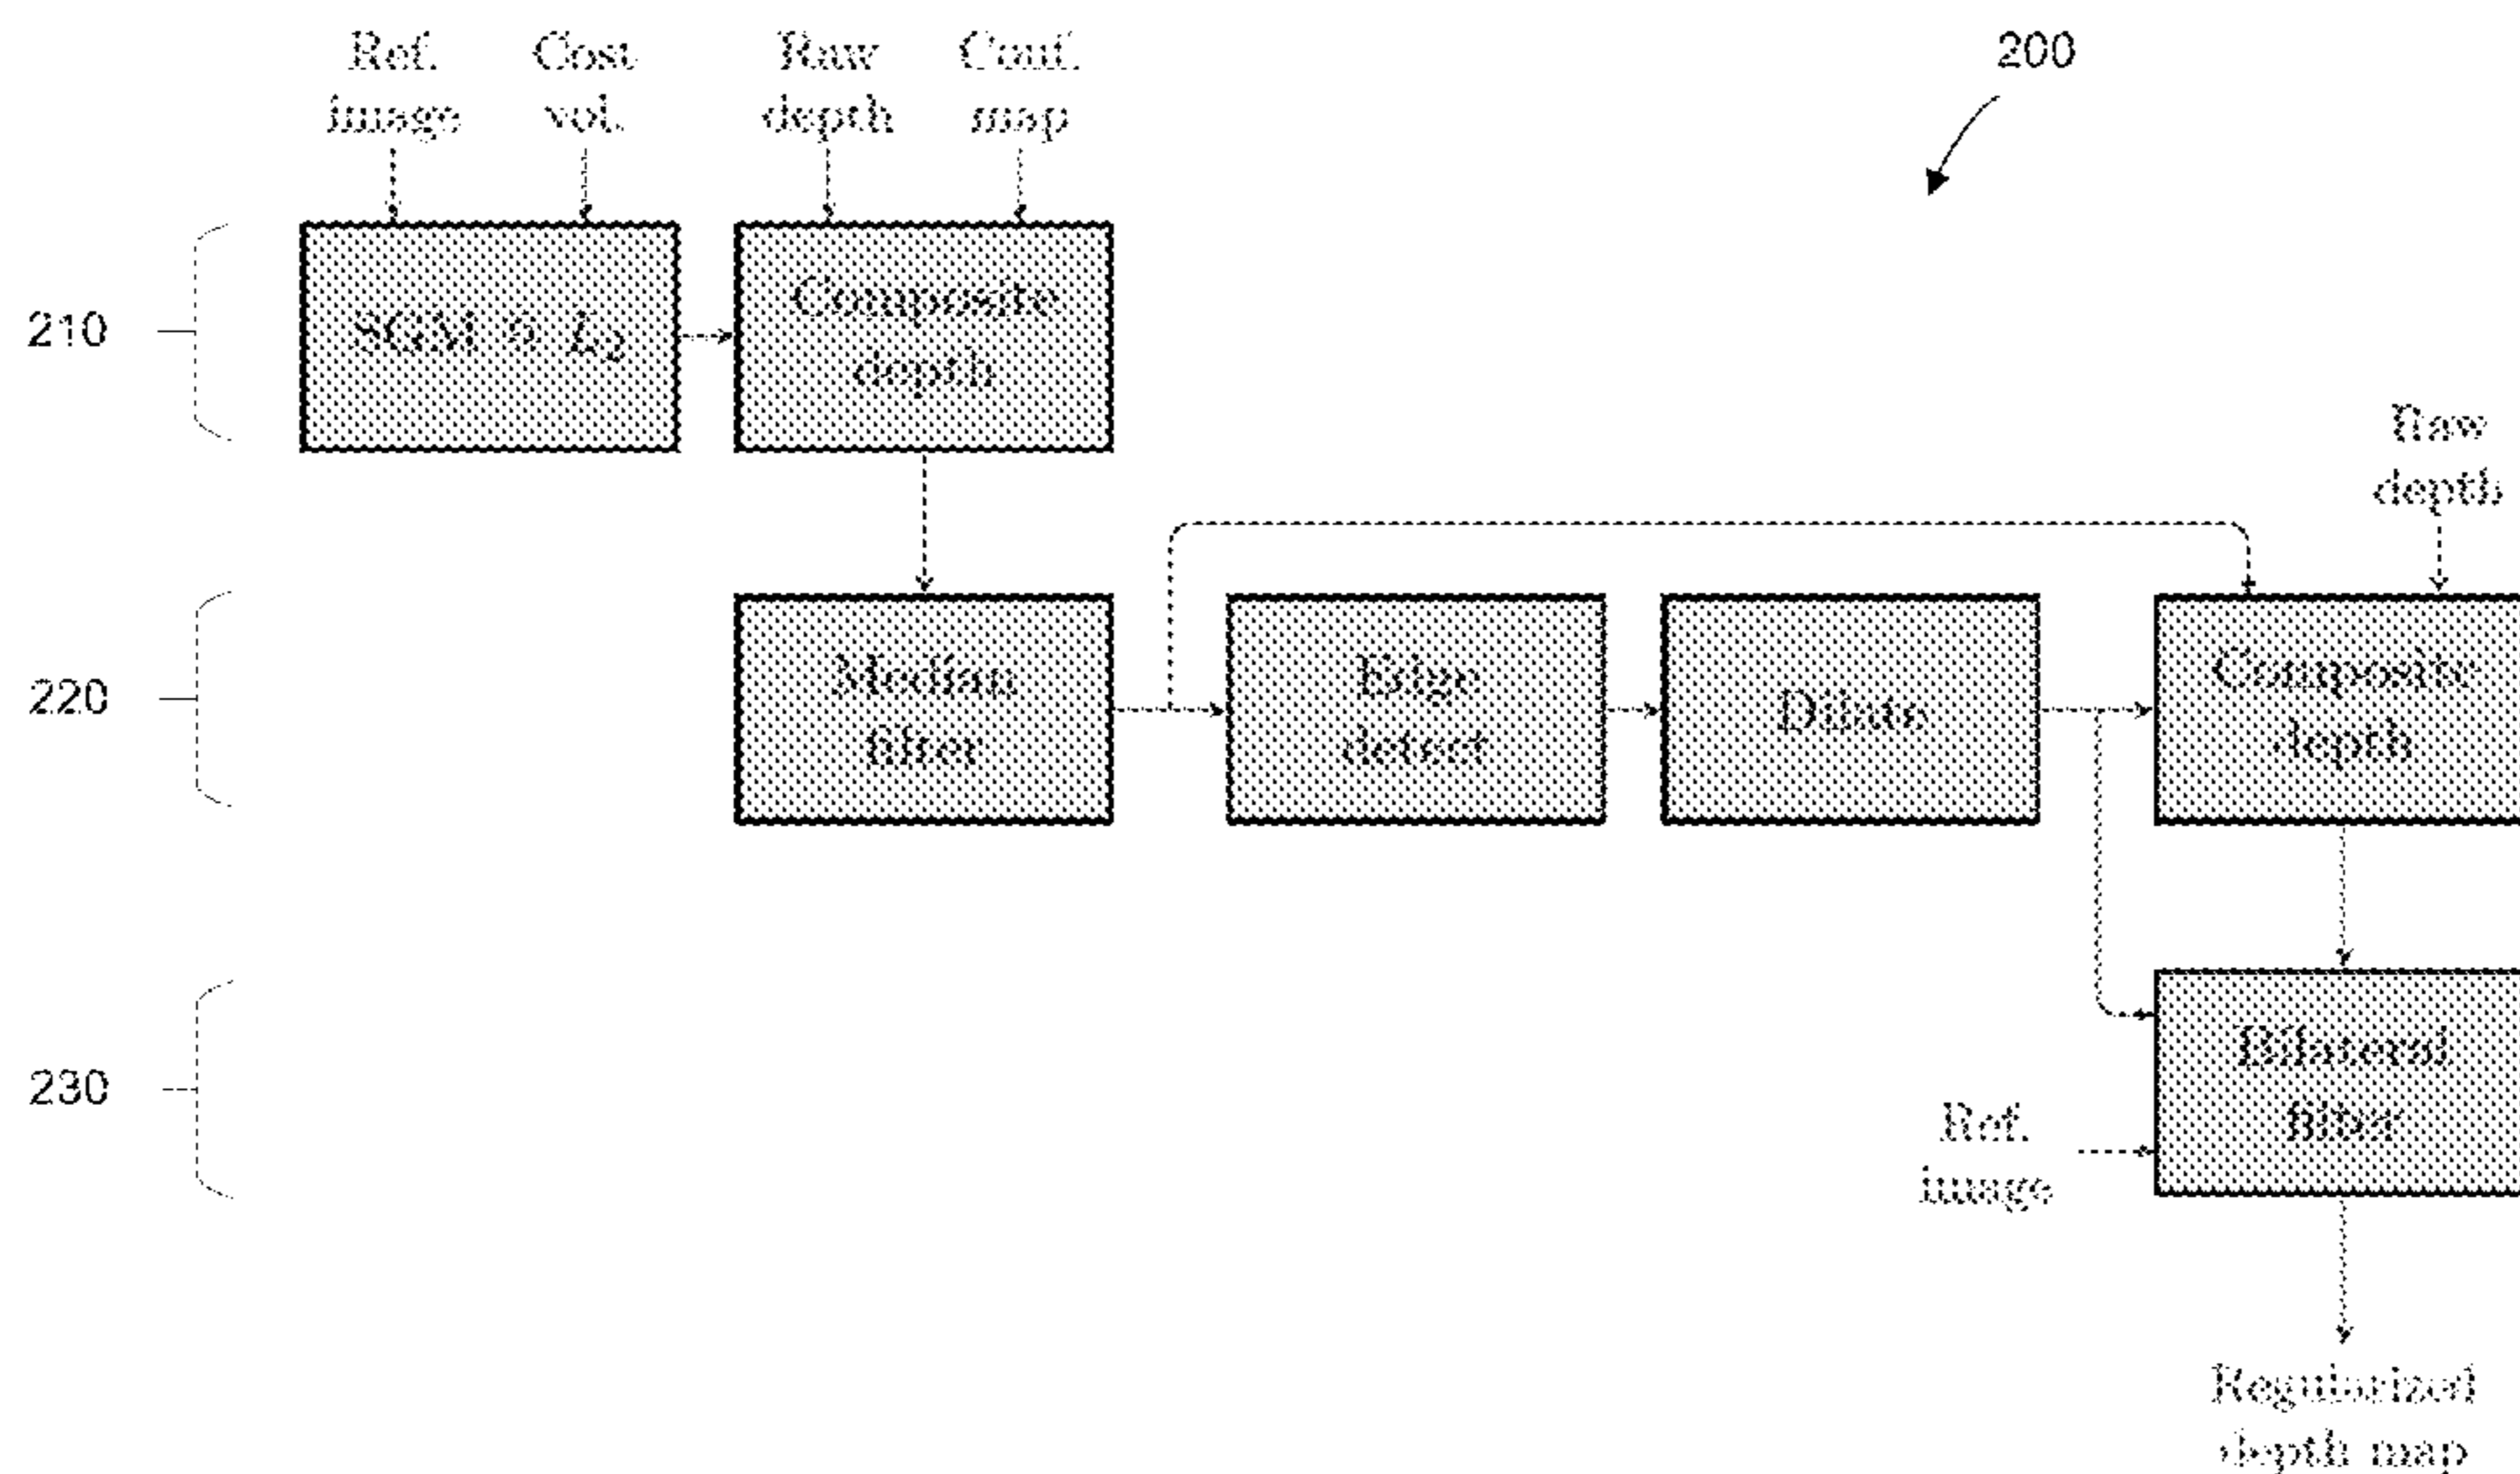 Ref.
image
Cost
vol.
Raw
depth
Conf.
map
200
210
SGM
Composite
depth
Raw
depth
220
Median
filter
Edge
detect
Dilate
Composite
depth
230
Bilateral
filter
Ref.
image
Regularized
depth map